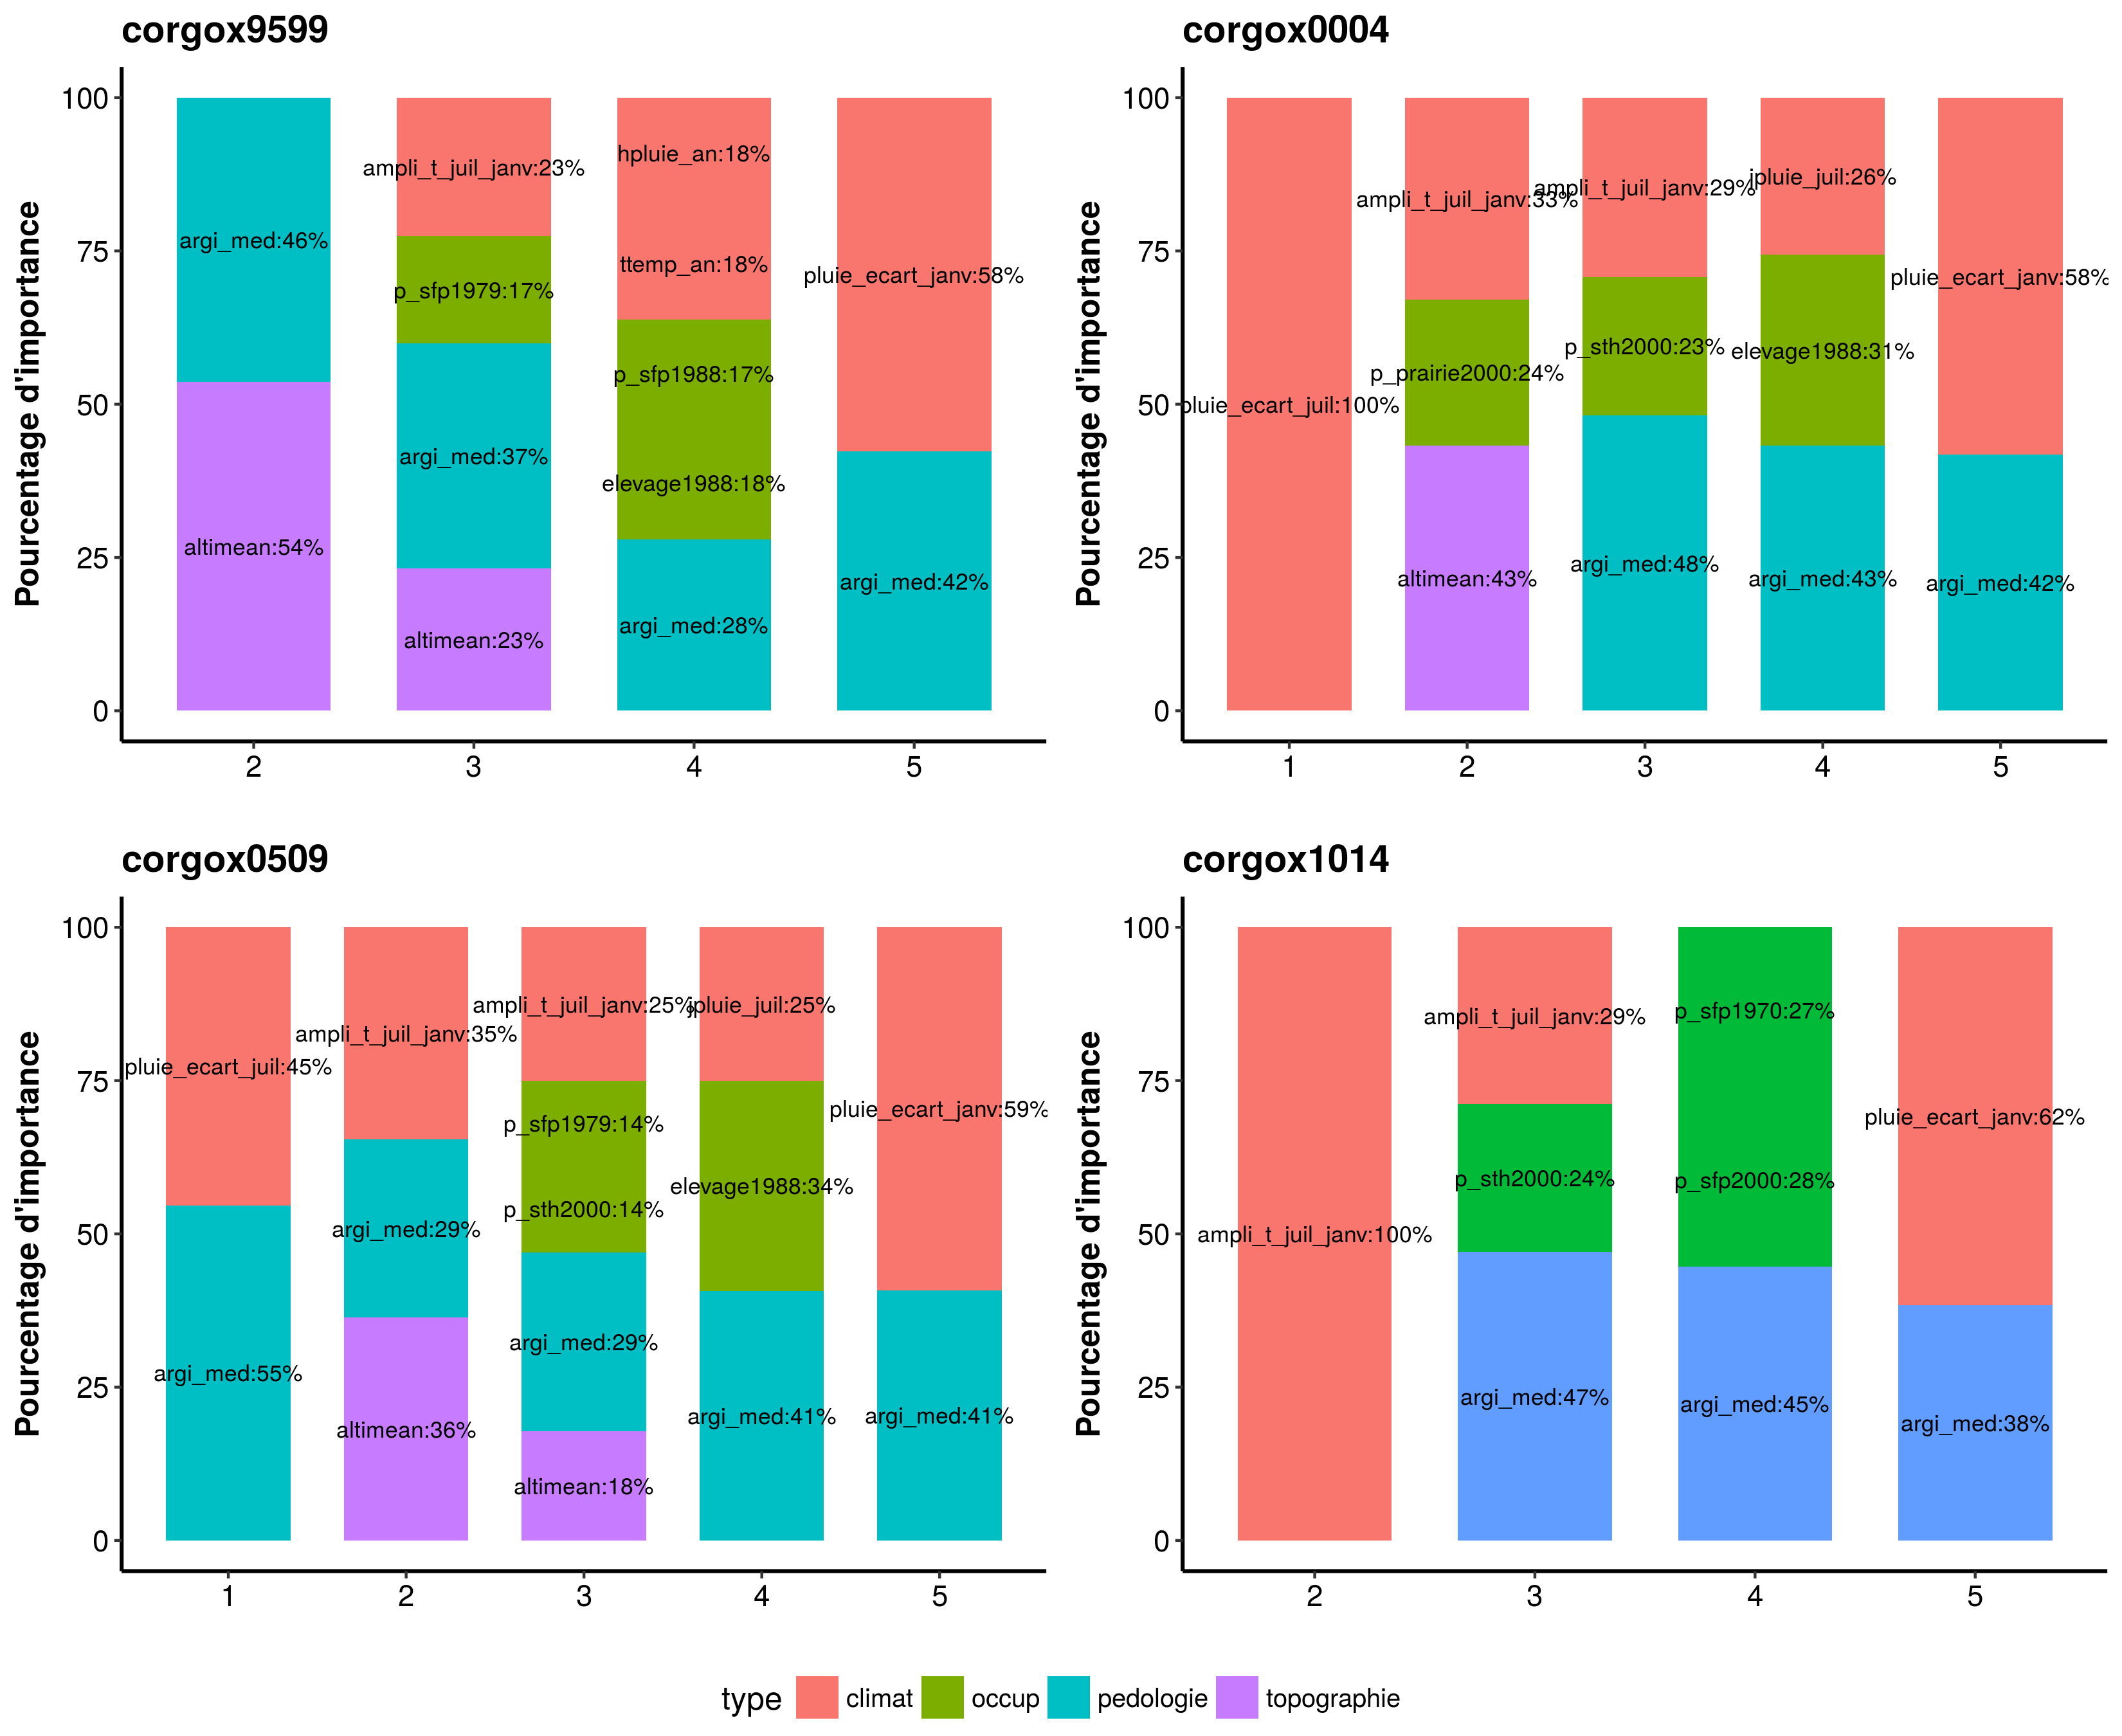 corgox9599
Pourcentage d'importance
100
75
50
25
0
argi_med:46%
altimean:54%
ampli_t_juil_janv:23%
p_sfp1979:17%
argi_med:37%
altimean:23%
hpluie_an:18%
ttemp_an:18%
p_sfp1988:17%
elevage1988:18%
argi_med:28%
pluie_ecart_janv:58%
argi_med:42%
2 3 4 5
corgox0004
Pourcentage d'importance
100
75
50
25
0
pluie_ecart_juil:100%
ampli_t_juil_janv:33%
p_prairie2000:24%
altimean:43%
ampli_t_juil_janv:29%
p_sth2000:23%
argi_med:48%
jpluie_juil:26%
elevage1988:31%
argi_med:43%
pluie_ecart_janv:58%
argi_med:42%
1 2 3 4 5
corgox0509
Pourcentage d'importance
100
75
50
25
0
pluie_ecart_juil:45%
argi_med:55%
ampli_t_juil_janv:35%
argi_med:29%
altimean:36%
ampli_t_juil_janv:25%
p_sfp1979:14%
p_sth2000:14%
argi_med:29%
altimean:18%
jpluie_juil:25%
elevage1988:34%
argi_med:41%
pluie_ecart_janv:59%
argi_med:41%
1 2 3 4 5
corgox1014
Pourcentage d'importance
100
75
50
25
0
ampli_t_juil_janv:100%
ampli_t_juil_janv:29%
p_sth2000:24%
argi_med:47%
p_sfp1970:27%
p_sfp2000:28%
argi_med:45%
pluie_ecart_janv:62%
argi_med:38%
2 3 4 5
type climat occup pedologie topographie